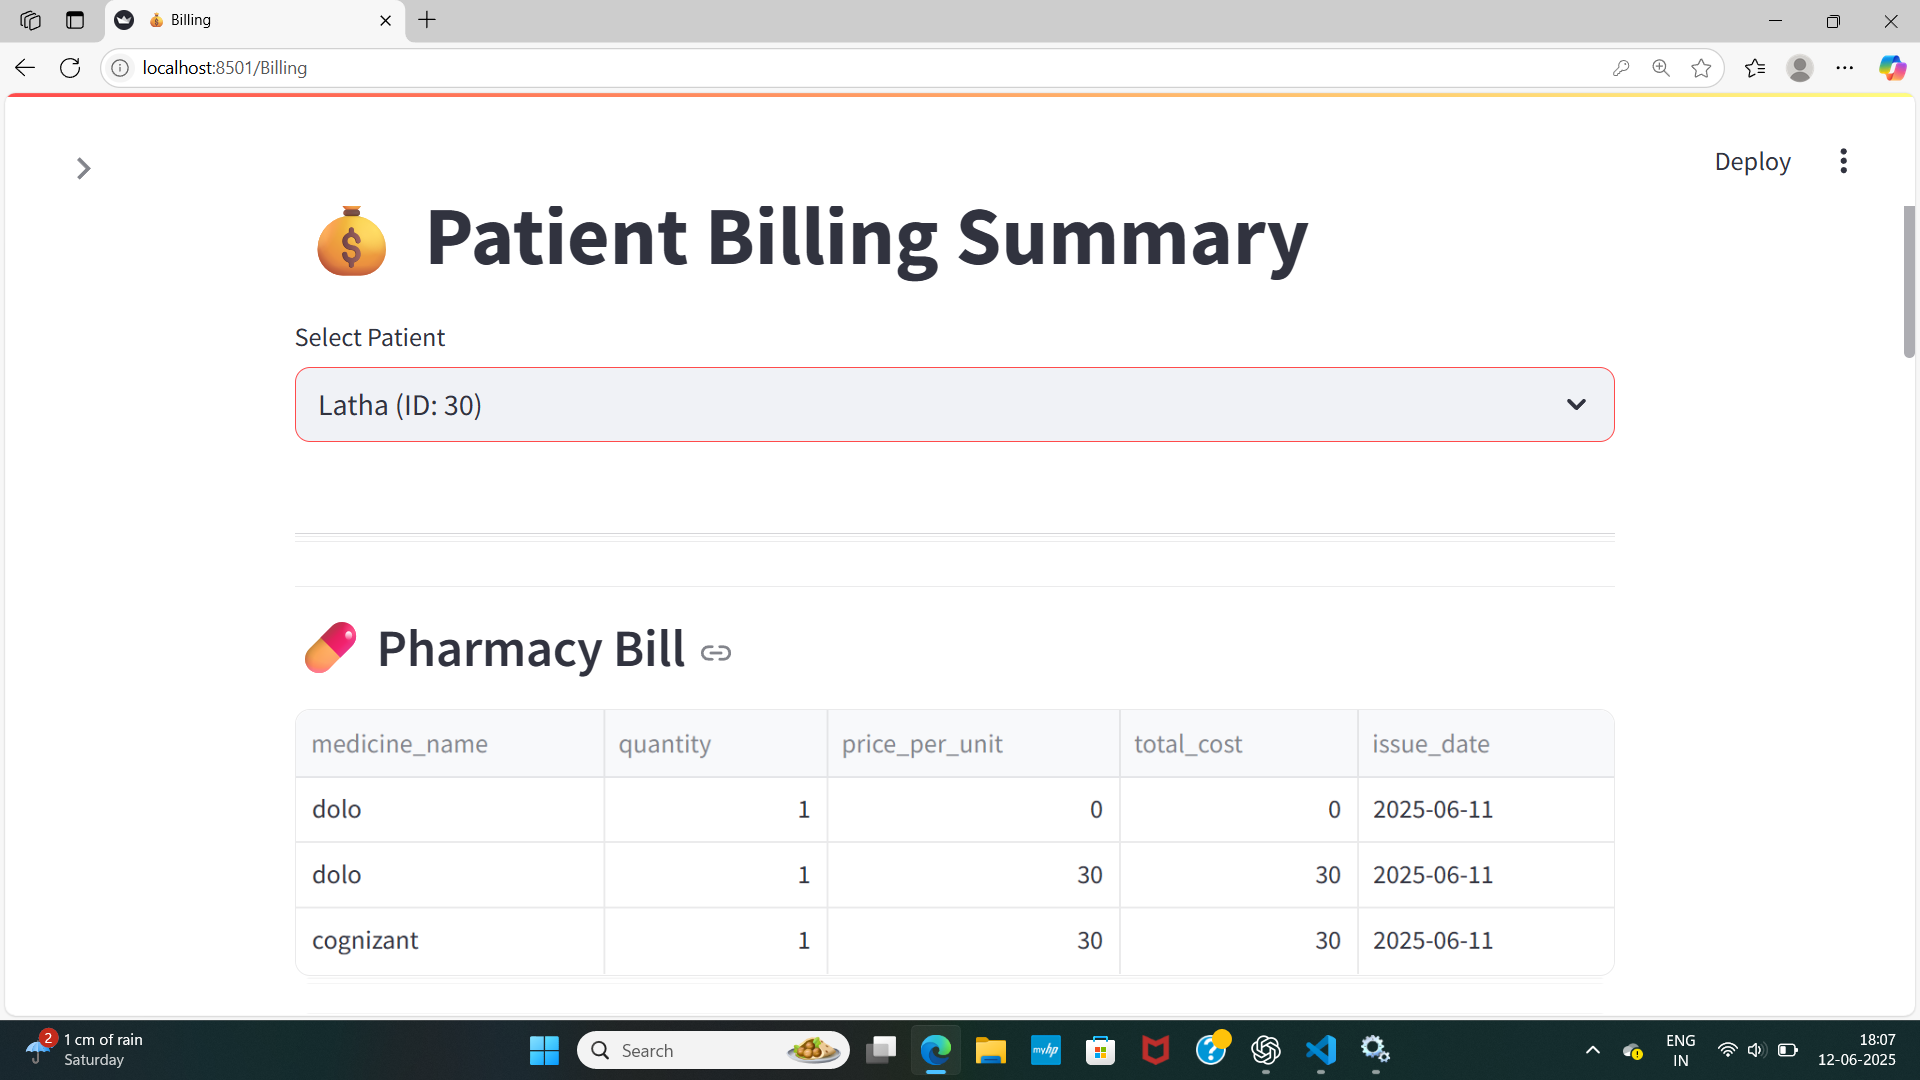 Billing
localhost:8501/Billing
Deploy
Patient Billing Summary
Select Patient
Latha (ID: 30)
Pharmacy Bill
medicine_name quantity price_per_unit total_cost issue_date
dolo 1 0 0 2025-06-11
dolo 1 30 30 2025-06-11
cognizant 1 30 30 2025-06-11
2
1 cm of rain
Saturday
Search
myhp
ENG
IN
18:07
12-06-2025